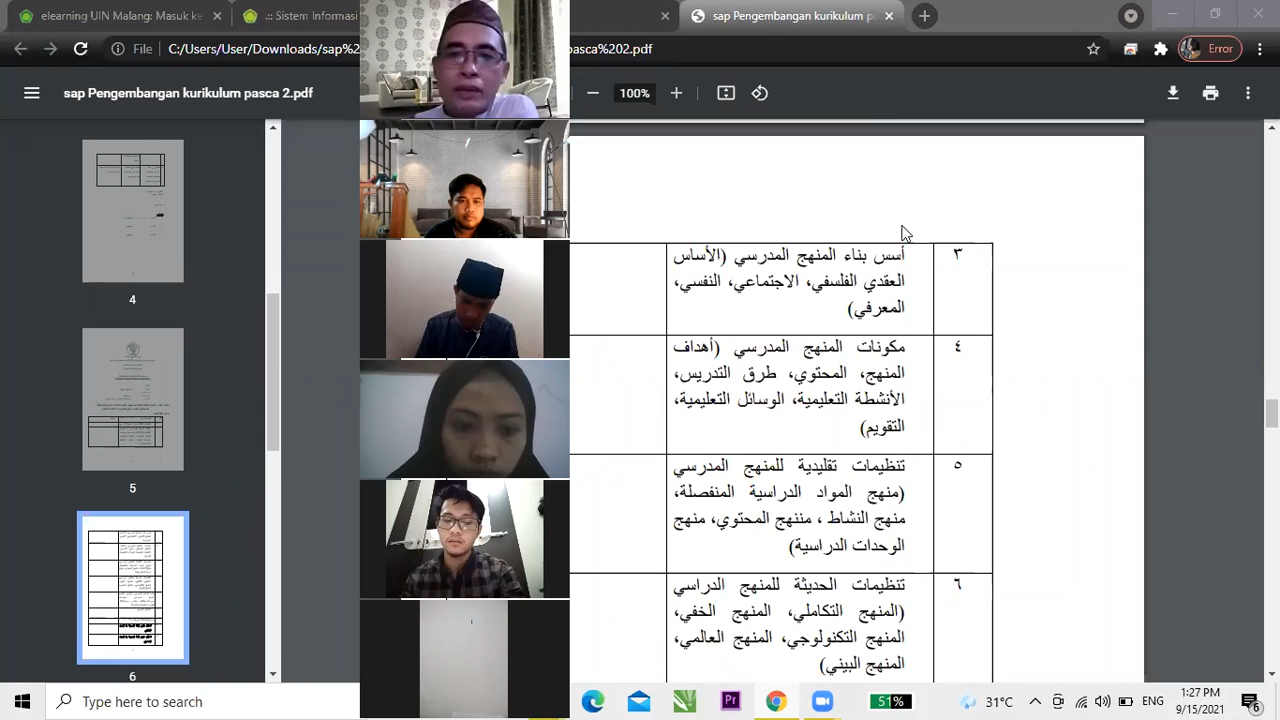 elearning UIN Malang: Masuk ke
.:: Sistem Informas
sap Pengembangan kurikulum pas
C:/Users/User/Downloads/sap%2
pasca%202.pdf
Error
sap Pengembangan kurikulum pasca 2.pdf
100%
4
5
6
٣
أسس بناء المنهج المدرسي (الأساس
العقدي الفلسفي، الاجتماعي، النفسي،
المعرفي)
٤
مكونات المنهج المدرسي (أهداف
المنهج، المحتوي، طرق التدريس،
الأنشطة التعليمية، الوسائل التعليمية،
التقويم)
٥
تنظيمات تقليدية للمنهج المدرسي
(منهج المواد الدراسية المنفصلة،
منهج النشاط ، مننهج المحتوي، منهج
الوحدات الدراسية)
٦
تنظيمات الحديثة للمنهج الدراسي
(المنهج التكاملي، المنهج الخفي،
المنهج التكنولوجي، المنهج العالمي،
المنهج البيني)
Type here to search
Pr
51%
31°C
ENG
1:27 PM
9/15/2021
6